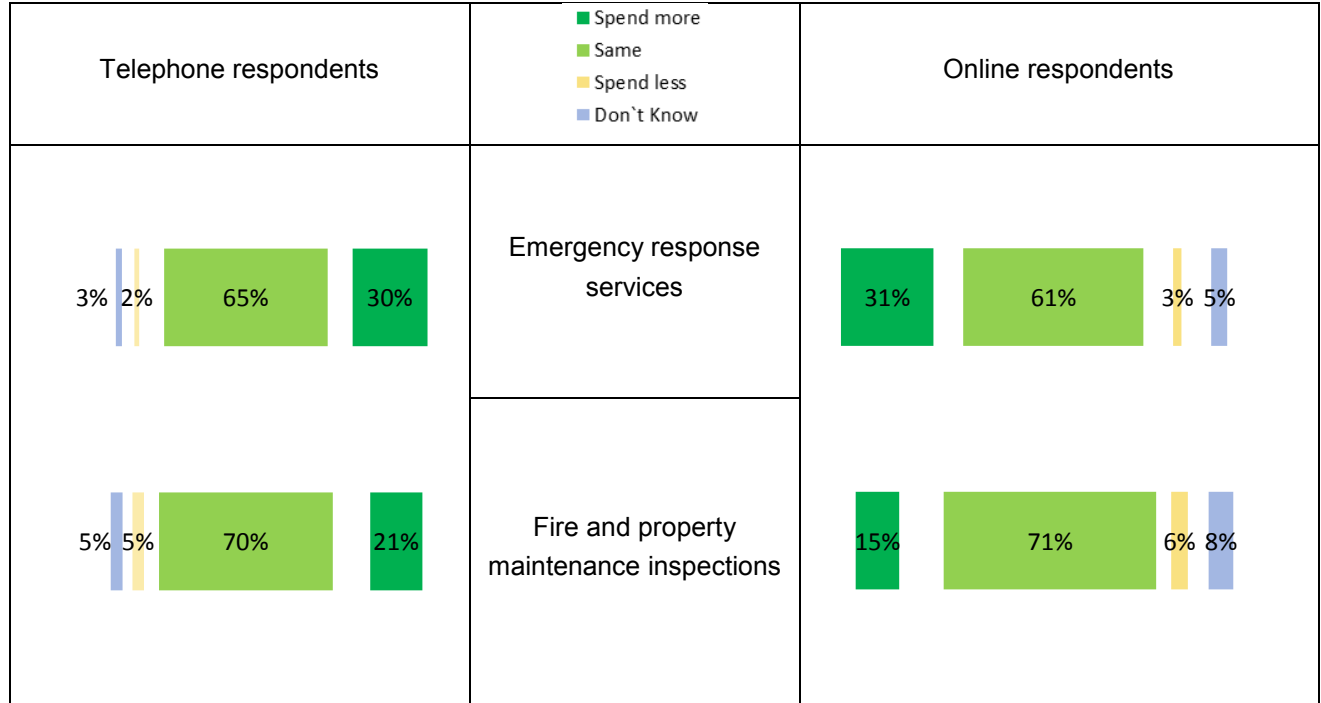 Telephone respondents
Spend more
Same
Spend less
Don`t Know
Online respondents
3% 2% 65% 30%
Emergency response
services
31% 61% 3% 5%
5% 5% 70% 21%
Fire and property
maintenance inspections
15% 71% 6% 8%